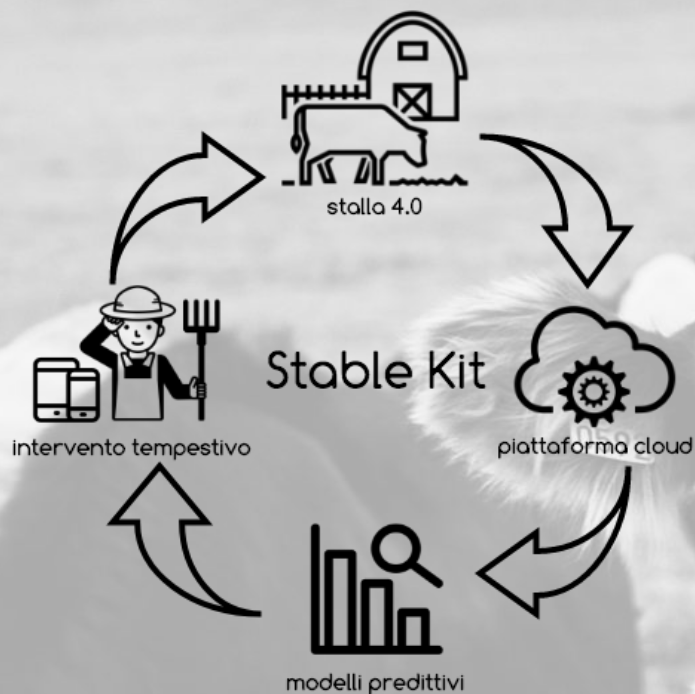 stalla 4.0
Stable Kit
intervento tempestivo
piattaforma cloud
modelli predittivi